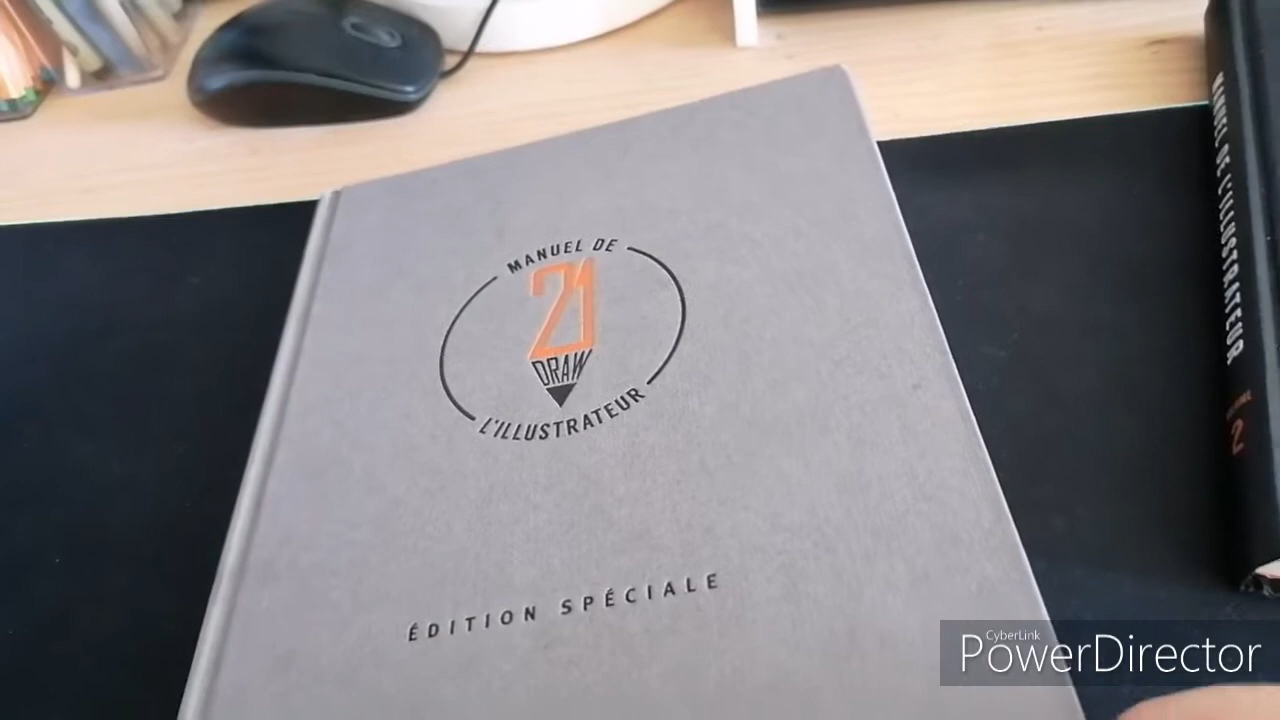 MANUEL DE
21
DRAW
L'ILLUSTRATEUR
ÉDITION SPÉCIALE
MANUEL DE L'ILLUSTRATEUR
2
CyberLink
PowerDirector